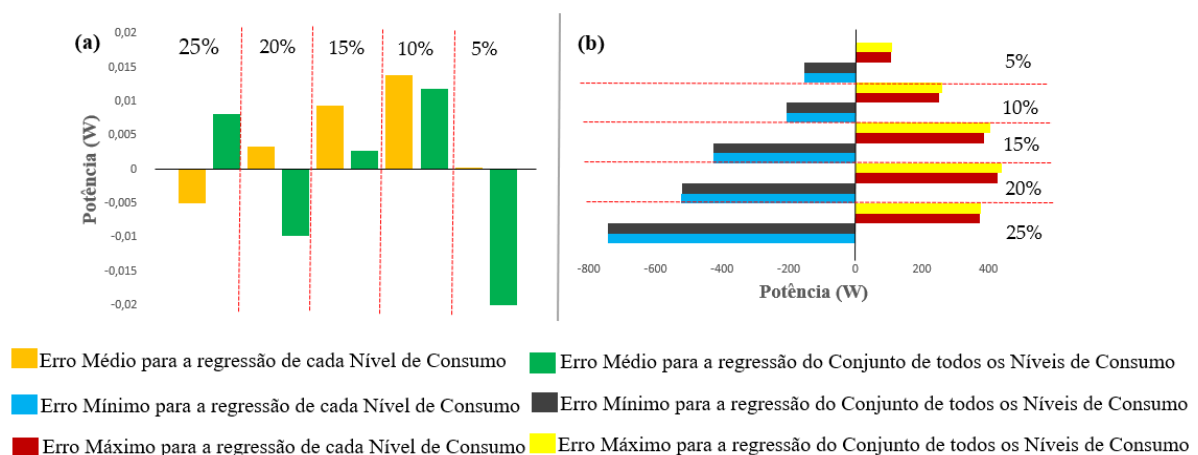 (a)
Potência (W)
0,02
0,015
0,01
0,005
0
-0,005
-0,01
-0,015
-0,02
25%
20%
15%
10%
5%
(b)
5%
10%
15%
20%
25%
-800
-600
-400
-200
0
200
400
Potência (W)
Erro Médio para a regressão de cada Nível de Consumo
Erro Médio para a regressão do Conjunto de todos os Níveis de Consumo
Erro Mínimo para a regressão de cada Nível de Consumo
Erro Mínimo para a regressão do Conjunto de todos os Níveis de Consumo
Erro Máximo para a regressão de cada Nível de Consumo
Erro Máximo para a regressão do Conjunto de todos os Níveis de Consumo